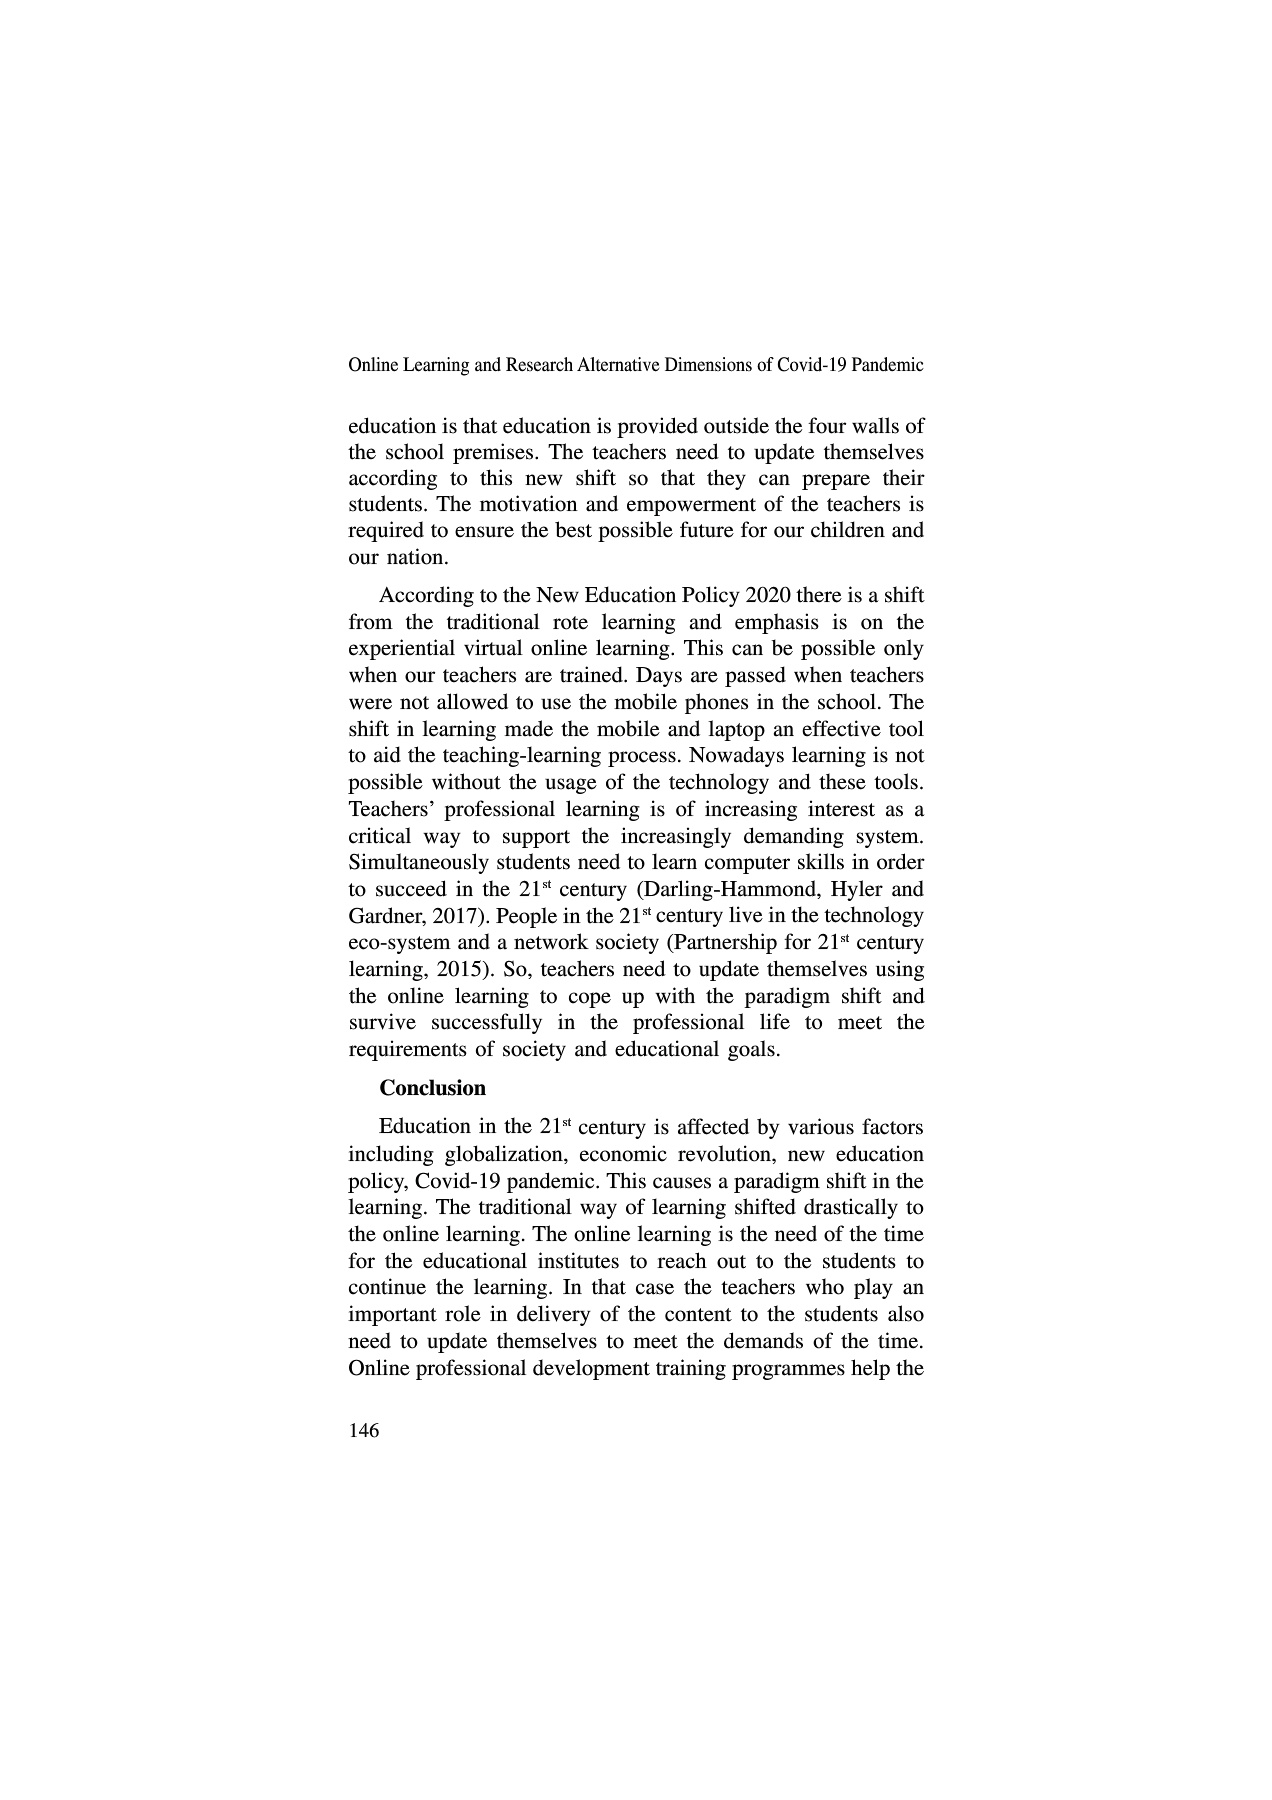 Online Learning and Research Alternative Dimensions of Covid-19 Pandemic
education is that education is provided outside the four walls of
the school premises. The teachers need to update themselves
according to this new shift so that they can prepare their
students. The motivation and empowerment of the teachers is
required to ensure the best possible future for our children and
our nation.
According to the New Education Policy 2020 there is a shift
from the traditional rote learning and emphasis is on the
experiential virtual online learning. This can be possible only
when our teachers are trained. Days are passed when teachers
were not allowed to use the mobile phones in the school. The
shift in learning made the mobile and laptop an effective tool
to aid the teaching-learning process. Nowadays learning is not
possible without the usage of the technology and these tools.
Teachers’ professional learning is of increasing interest as a
critical way to support the increasingly demanding system.
Simultaneously students need to learn computer skills in order
to succeed in the 21st century (Darling-Hammond, Hyler and
Gardner, 2017). People in the 21st century live in the technology
eco-system and a network society (Partnership for 21st century
learning, 2015). So, teachers need to update themselves using
the online learning to cope up with the paradigm shift and
survive successfully in the professional life to meet the
requirements of society and educational goals.
Conclusion
Education in the 21st century is affected by various factors
including globalization, economic revolution, new education
policy, Covid-19 pandemic. This causes a paradigm shift in the
learning. The traditional way of learning shifted drastically to
the online learning. The online learning is the need of the time
for the educational institutes to reach out to the students to
continue the learning. In that case the teachers who play an
important role in delivery of the content to the students also
need to update themselves to meet the demands of the time.
Online professional development training programmes help the
146